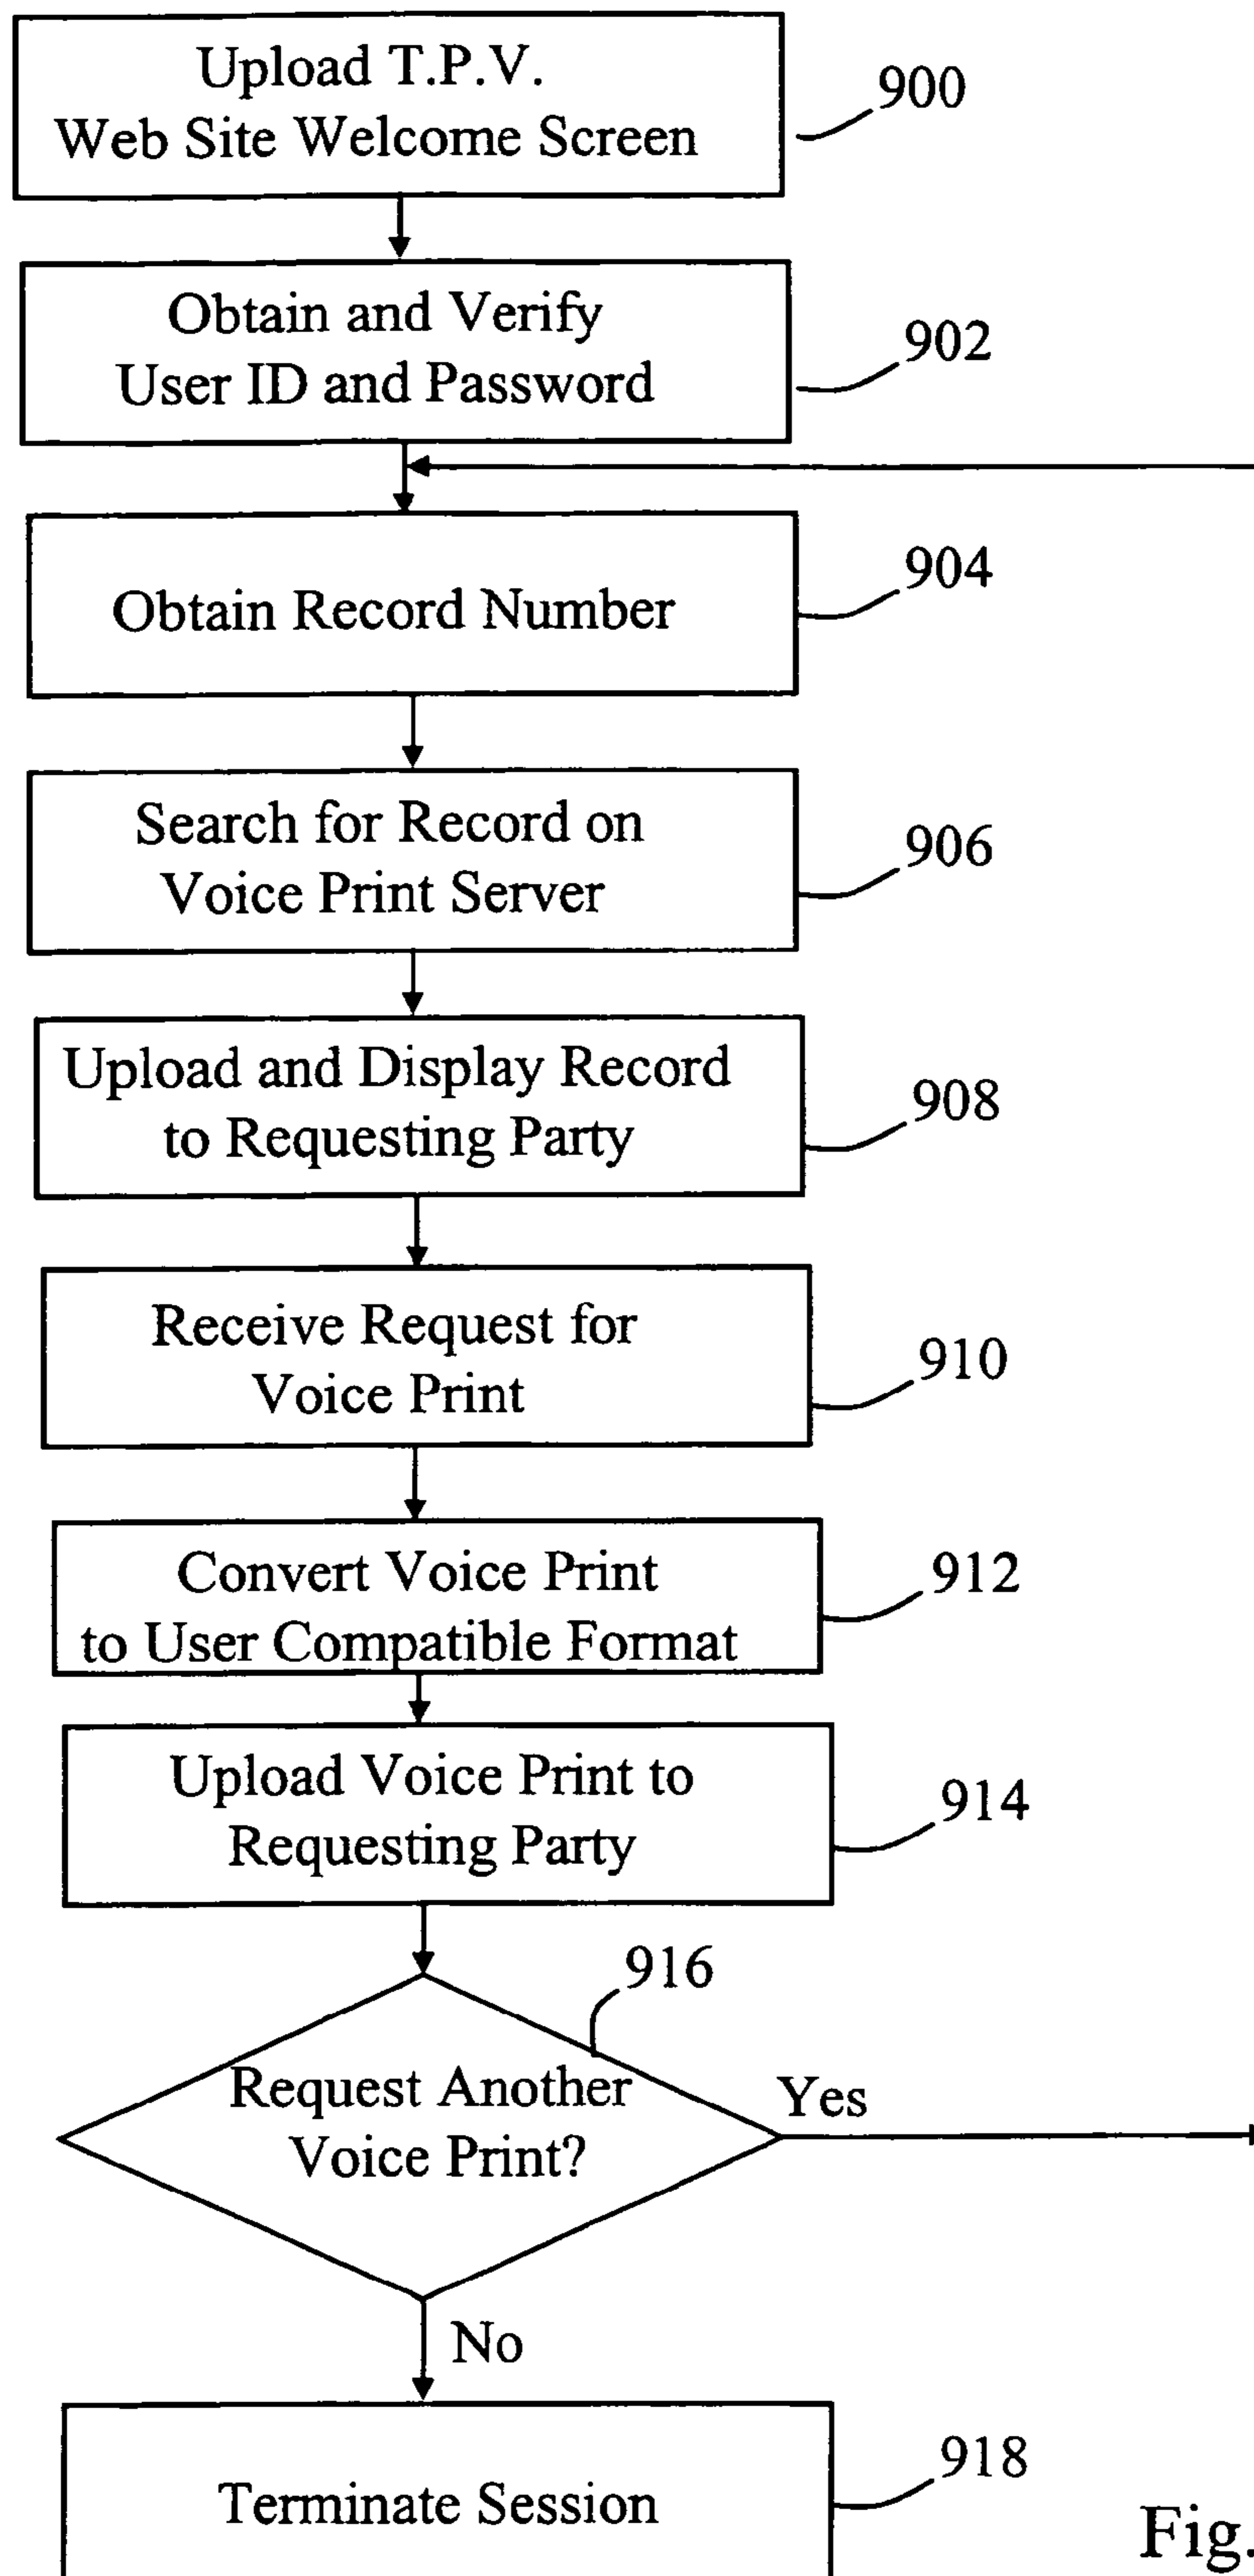 Upload T.P.V.
Web Site Welcome Screen
900
Obtain and Verify
User ID and Password
902
Obtain Record Number
904
Search for Record on
Voice Print Server
906
Upload and Display Record
to Requesting Party
908
Receive Request for
Voice Print
910
Convert Voice Print
to User Compatible Format
912
Upload Voice Print to
Requesting Party
914
916
Request Another
Voice Print?
Yes
No
Terminate Session
918
Fig.